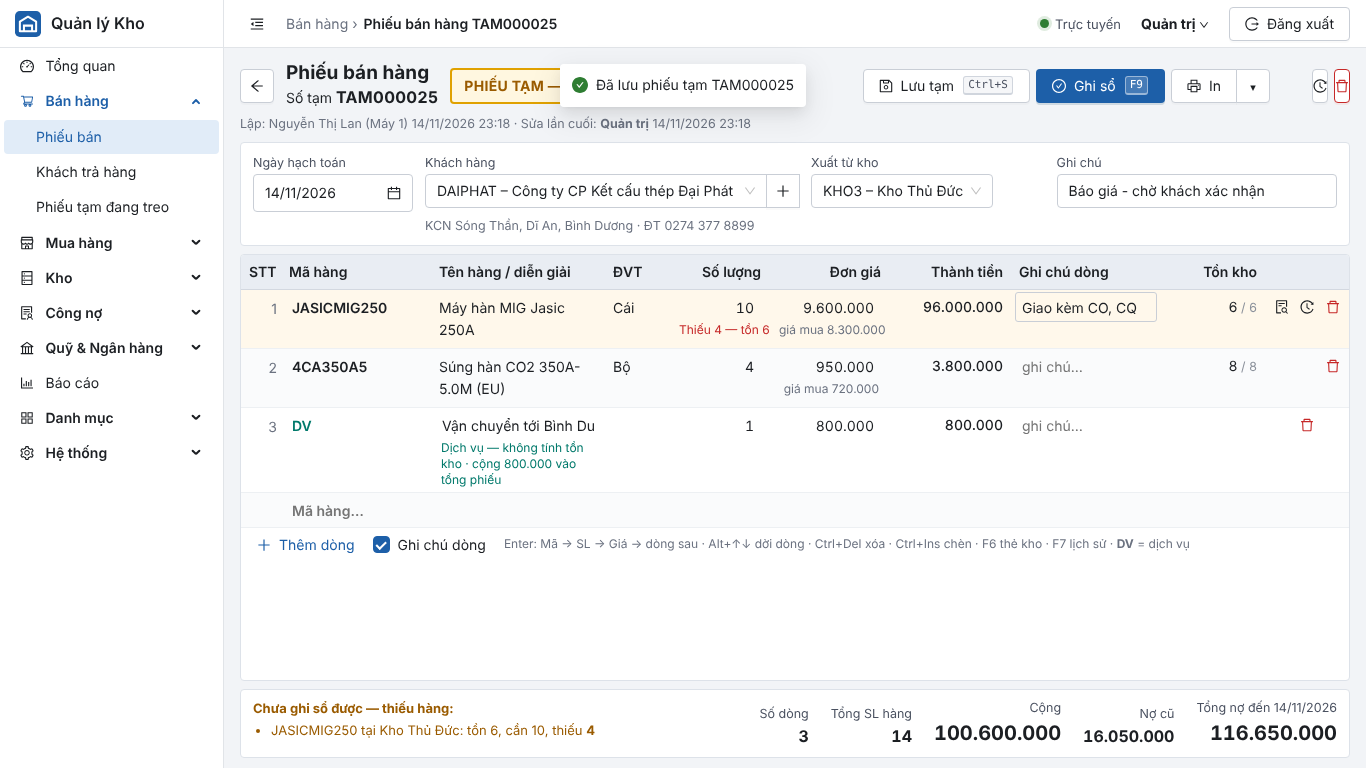 Quản lý Kho
Bán hàng › Phiếu bán hàng TAM000025
Trực tuyến
Quản trị
Đăng xuất
Tổng quan
Bán hàng
Phiếu bán
Khách trả hàng
Phiếu tạm đang treo
Mua hàng
Kho
Công nợ
Quỹ & Ngân hàng
Báo cáo
Danh mục
Hệ thống
Phiếu bán hàng
Số tạm TAM000025
PHIẾU TẠM —
Đã lưu phiếu tạm TAM000025
Lưu tạm Ctrl+S
Ghi sổ F9
In
Lập: Nguyễn Thị Lan (Máy 1) 14/11/2026 23:18 · Sửa lần cuối: Quản trị 14/11/2026 23:18
Ngày hạch toán
14/11/2026
Khách hàng
DAIPHAT – Công ty CP Kết cấu thép Đại Phát
KCN Sóng Thần, Dĩ An, Bình Dương · ĐT 0274 377 8899
Xuất từ kho
KHO3 – Kho Thủ Đức
Ghi chú
Báo giá - chờ khách xác nhận
STT Mã hàng Tên hàng / diễn giải ĐVT Số lượng Đơn giá Thành tiền Ghi chú dòng Tồn kho
1 JASICMIG250 Máy hàn MIG Jasic Cái 10 9.600.000 96.000.000 Giao kèm CO, CQ 6 / 6
250A Thiếu 4 — tồn 6 giá mua 8.300.000
2 4CA350A5 Súng hàn CO2 350A- Bộ 4 950.000 3.800.000 ghi chú... 8 / 8
5.0M (EU) giá mua 720.000
3 DV Vận chuyển tới Bình Du 1 800.000 800.000 ghi chú...
Dịch vụ — không tính tồn
kho · cộng 800.000 vào
tổng phiếu
Mã hàng...
+ Thêm dòng
Ghi chú dòng
Enter: Mã → SL → Giá → dòng sau · Alt+↑↓ dời dòng · Ctrl+Del xóa · Ctrl+Ins chèn · F6 thẻ kho · F7 lịch sử · DV = dịch vụ
Chưa ghi sổ được — thiếu hàng:
• JASICMIG250 tại Kho Thủ Đức: tồn 6, cần 10, thiếu 4
Số dòng
3
Tổng SL hàng
14
Cộng
100.600.000
Nợ cũ
16.050.000
Tổng nợ đến 14/11/2026
116.650.000